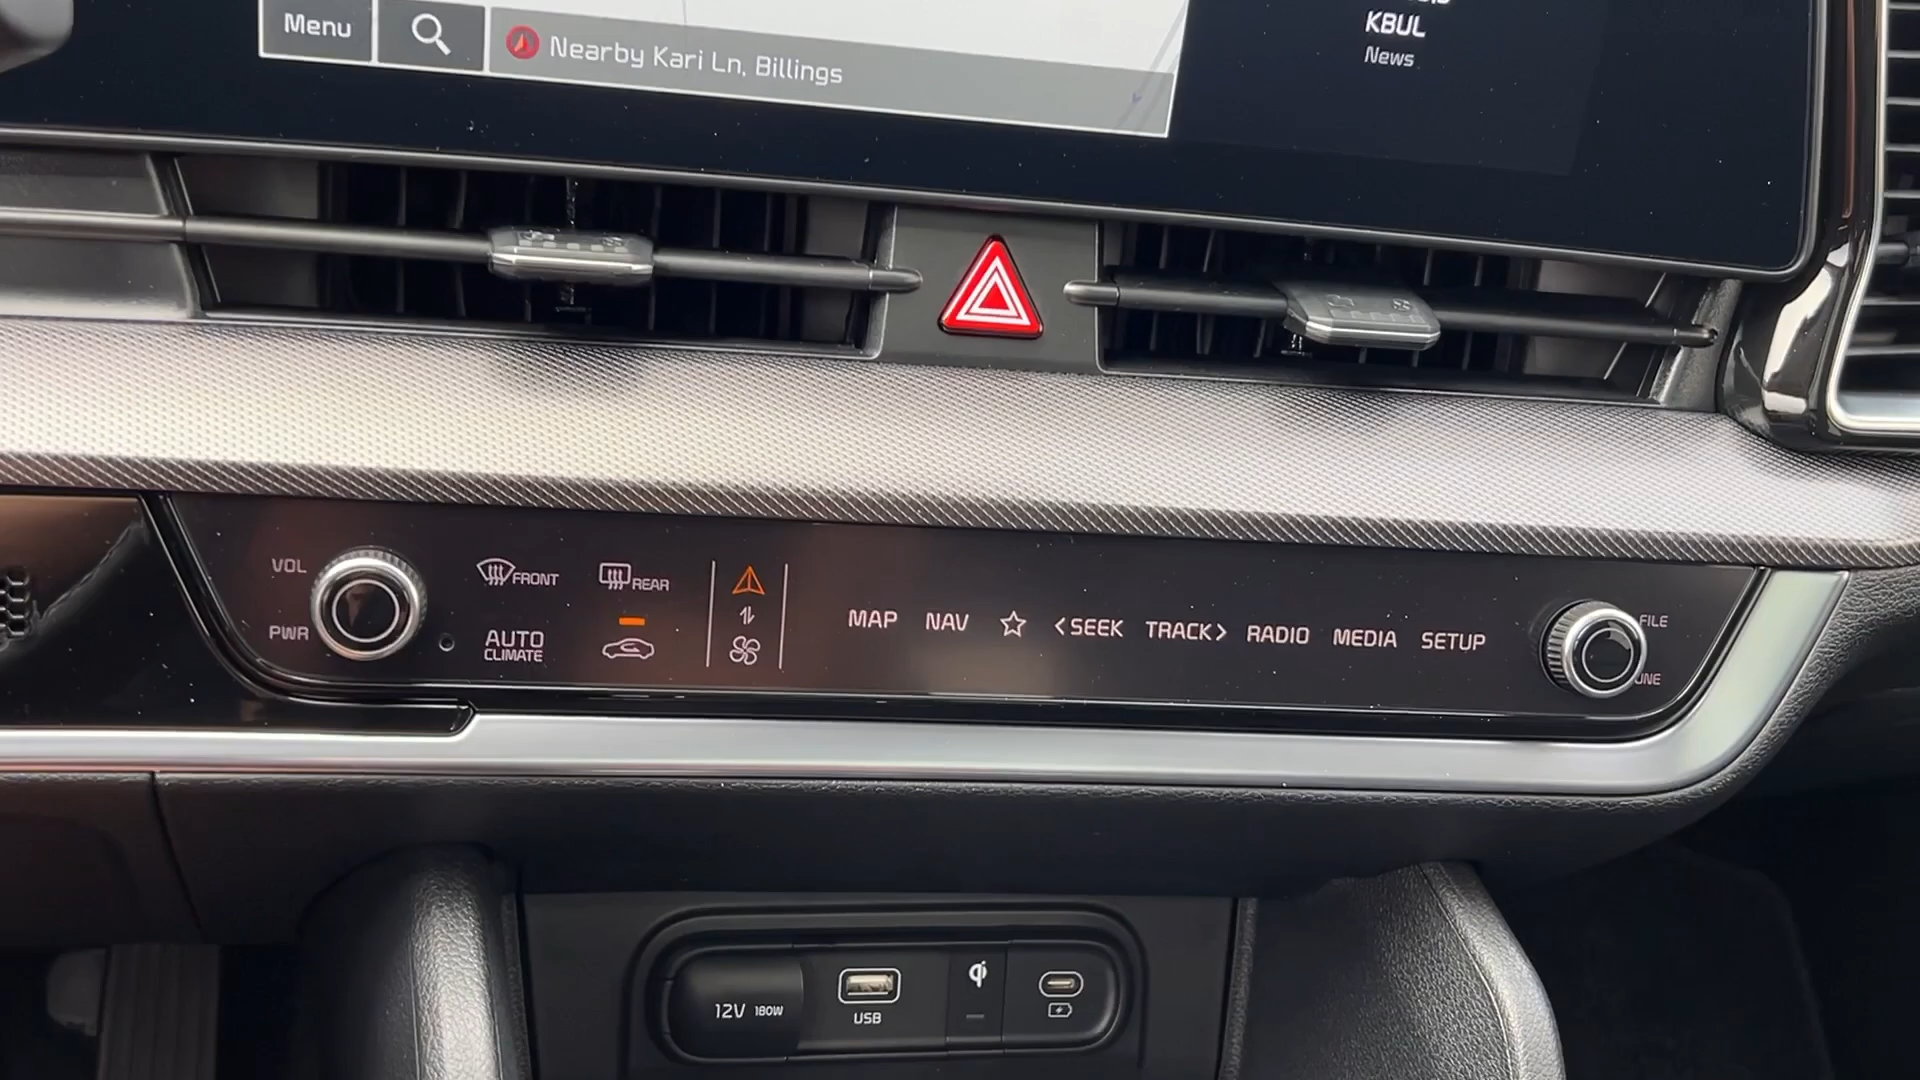 Menu
Nearby Kari Ln, Billings
KBUL
News
VOL
PWR
FRONT
REAR
AUTO
CLIMATE
MAP NAV <SEEK TRACK> RADIO MEDIA SETUP
FILE
12V 180W
USB